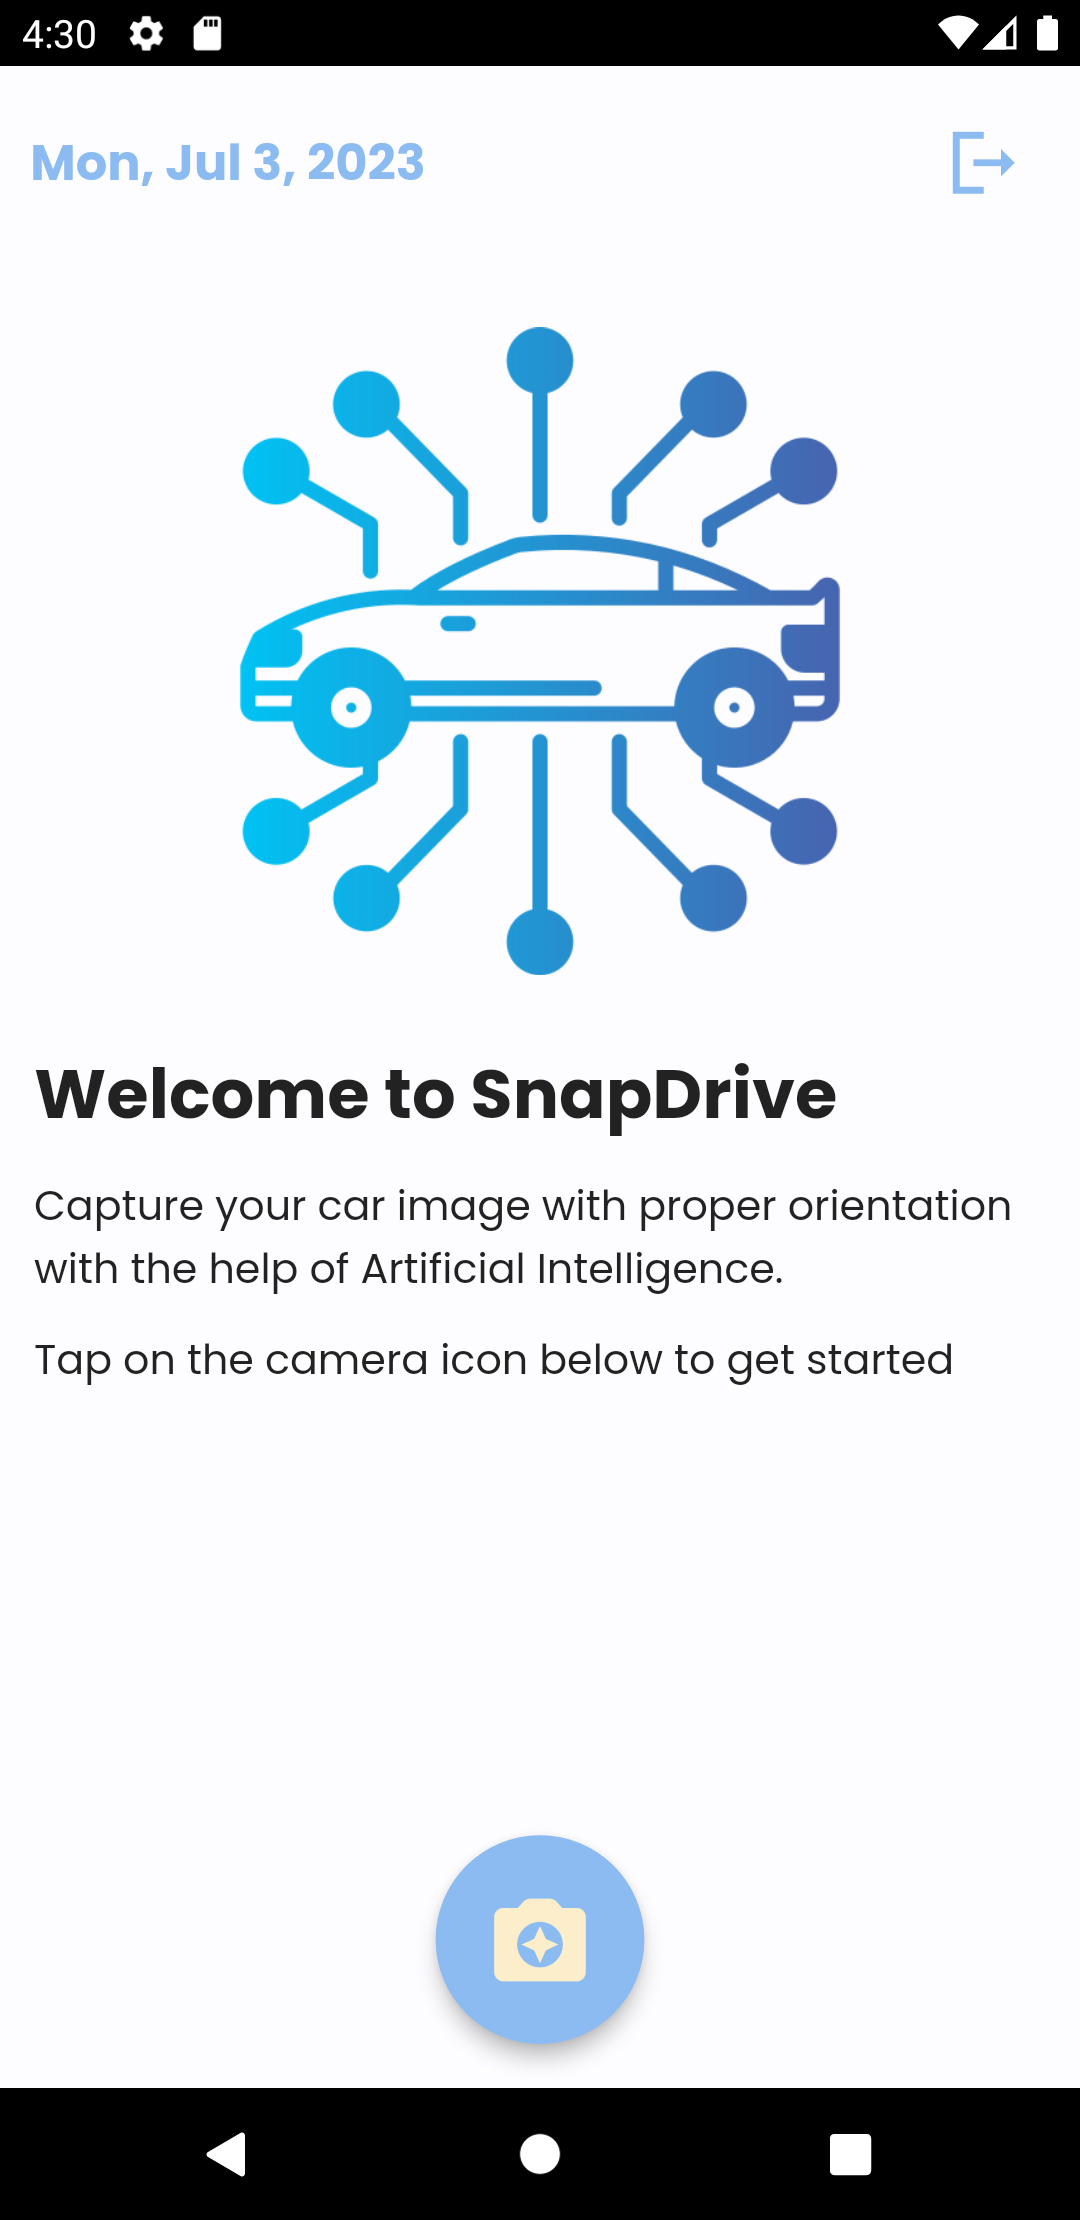 4:30
Mon, Jul 3, 2023
Welcome to SnapDrive
Capture your car image with proper orientation
with the help of Artificial Intelligence.
Tap on the camera icon below to get started